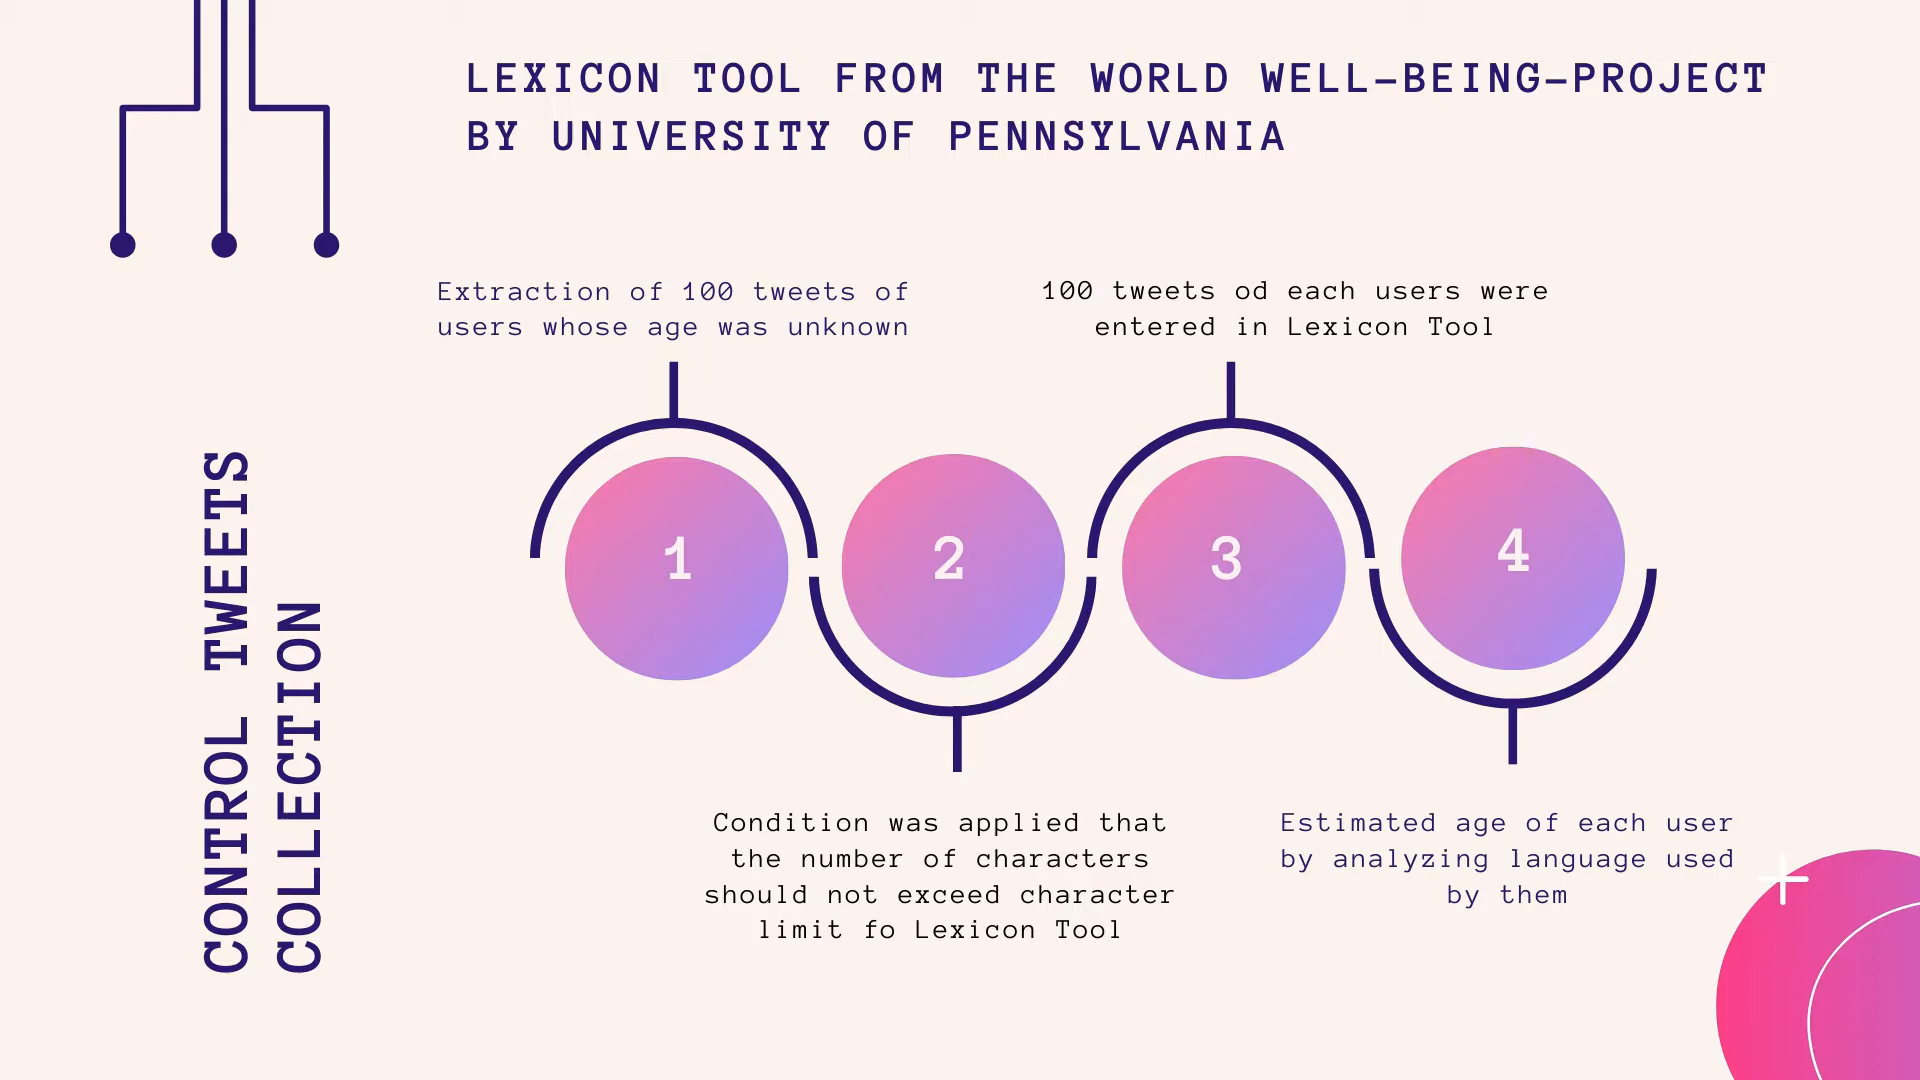 LEXICON TOOL FROM THE WORLD WELL-BEING-PROJECT
BY UNIVERSITY OF PENNSYLVANIA
CONTROL TWEETS
COLLECTION
Extraction of 100 tweets of
users whose age was unknown
100 tweets od each users were
entered in Lexicon Tool
1
2
3
4
Condition was applied that
the number of characters
should not exceed character
limit fo Lexicon Tool
Estimated age of each user
by analyzing language used
by them